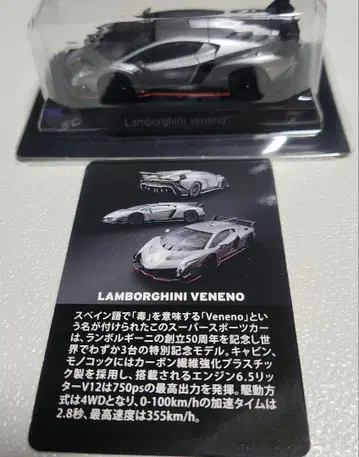 50
Lamborghini Veneno
LAMBORGHINI VENENO
スペイン語で「毒」を意味する「Veneno」とい
う名が付けられたこのスーパースポーツカー
は、ランボルギーニの創立50周年を記念し世
界でわずか3台の特別記念モデル。キャビン、
モノコックにはカーボン繊維強化プラスチッ
ク製を採用し、搭載されるエンジン6.5リッ
ターV12は750psの最高出力を発揮。駆動方
式は4WDとなり、0-100km/hの加速タイムは
2.8秒、最高速度は355km/h。